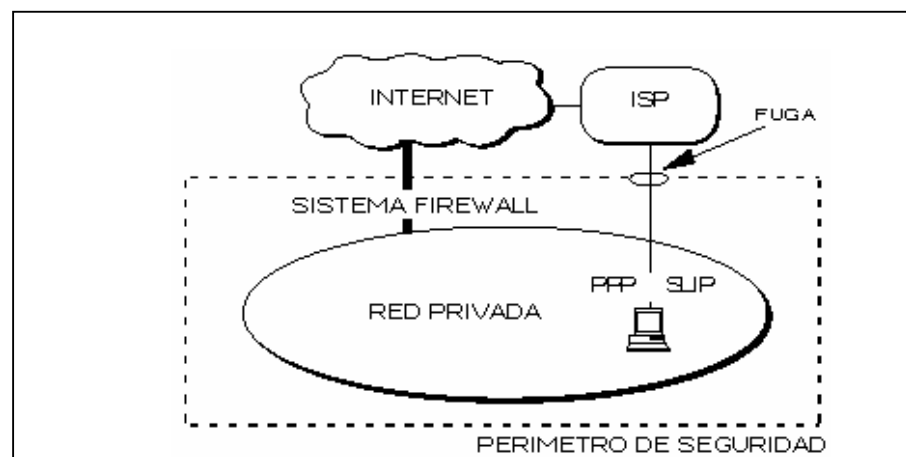 INTERNET
ISP
FUGA
SISTEMA FIREWALL
PPP SLIP
RED PRIVADA
PERIMETRO DE SEGURIDAD